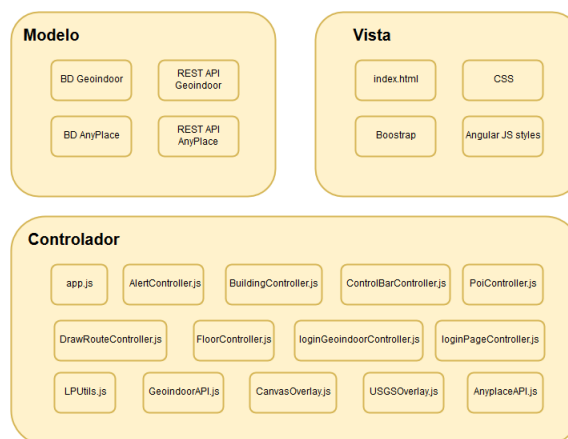 Modelo
BD Geoindoor
REST API
Geoindoor
BD AnyPlace
REST API
AnyPlace
Vista
index.html
CSS
Boostrap
Angular JS styles
Controlador
app.js
AlertController.js
BuildingController.js
ControlBarController.js
PoiController.js
DrawRouteController.js
FloorController.js
loginGeoindoorController.js
loginPageController.js
LPUtils.js
GeoindoorAPI.js
CanvasOverlay.js
USGSOverlay.js
AnyplaceAPI.js